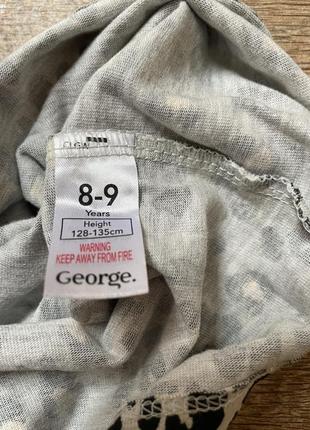 8-9
Years
Height
128-135cm
WARNING
KEEP AWAY FROM FIRE
George.